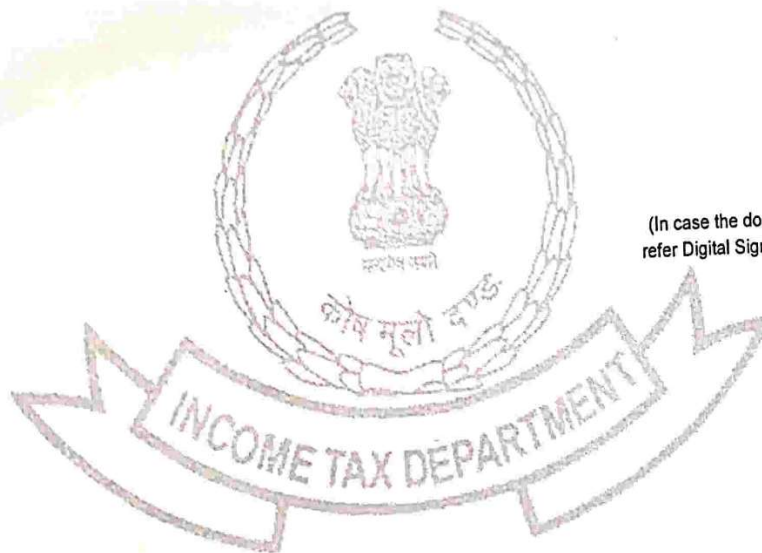 (In case the do
refer Digital Sign
सत्यमेव जयते
कोष मूलो दण्ड
INCOME TAX DEPARTMENT